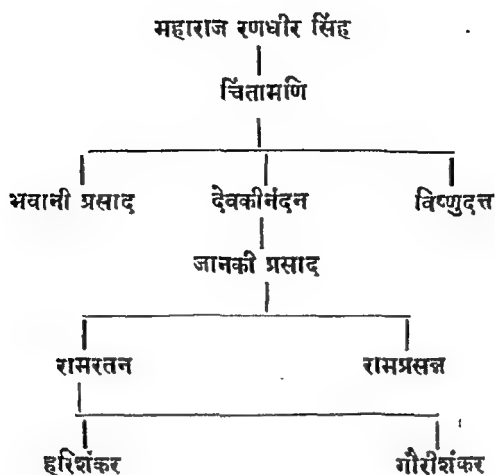 महाराज रणधीर सिंह
चिंतामणि
भवानी प्रसाद देवकीनंदन विष्णुदत्त
जानकी प्रसाद
रामरतन रामप्रसन्न
हरिशंकर गौरीशंकर